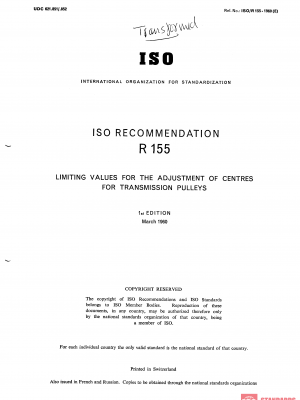 UDC 621.851/.852
Ref. No.: ISO/R 155-1960 (E)
Transformed
ISO
INTERNATIONAL ORGANIZATION FOR STANDARDIZATION
ISO RECOMMENDATION
R 155
LIMITING VALUES FOR THE ADJUSTMENT OF CENTRES
FOR TRANSMISSION PULLEYS
1st EDITION
March 1960
COPYRIGHT RESERVED
The copyright of ISO Recommendations and ISO Standards
belongs to ISO Member Bodies. Reproduction of these
documents, in any country, may be authorized therefore only
by the national standards organization of that country, being
a member of ISO.
For each individual country the only valid standard is the national standard of that country.
Printed in Switzerland
Also issued in French and Russian. Copies to be obtained through the national standards organizations
STANDARDS